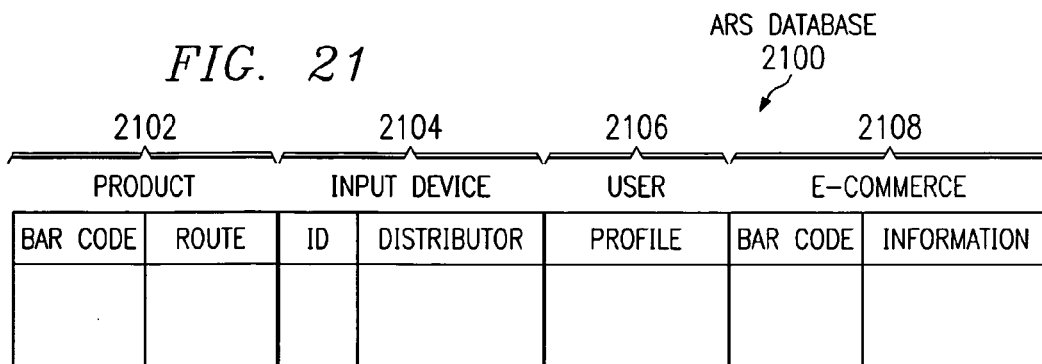 FIG. 21
ARS DATABASE
2100
2102 2104 2106 2108
PRODUCT INPUT DEVICE USER E-COMMERCE
BAR CODE ROUTE ID DISTRIBUTOR PROFILE BAR CODE INFORMATION